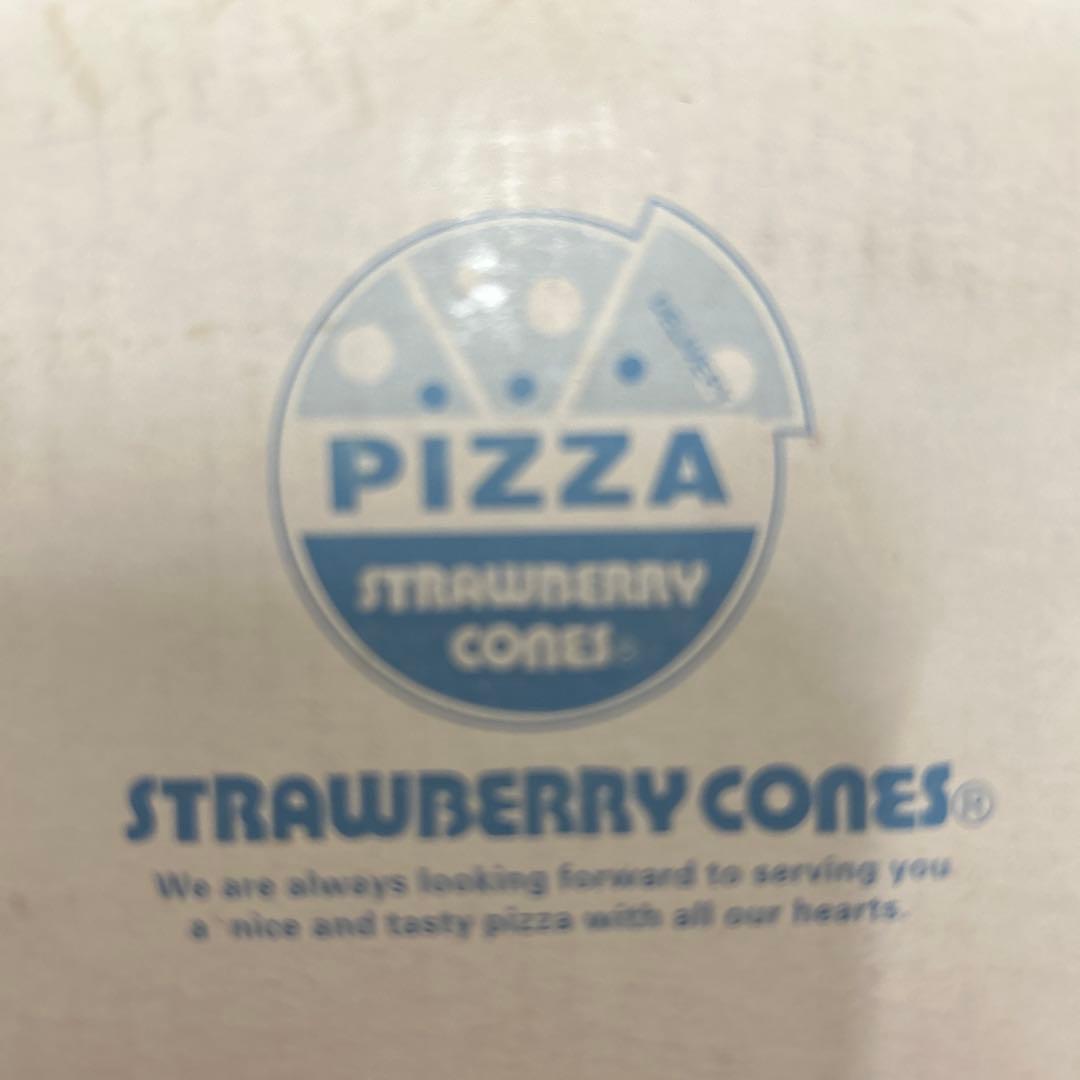 PIZZA
STRAWBERRY
CONES
STRAWBERRY CONES®
We are always looking forward to serving you
a nice and tasty pizza with all our hearts.